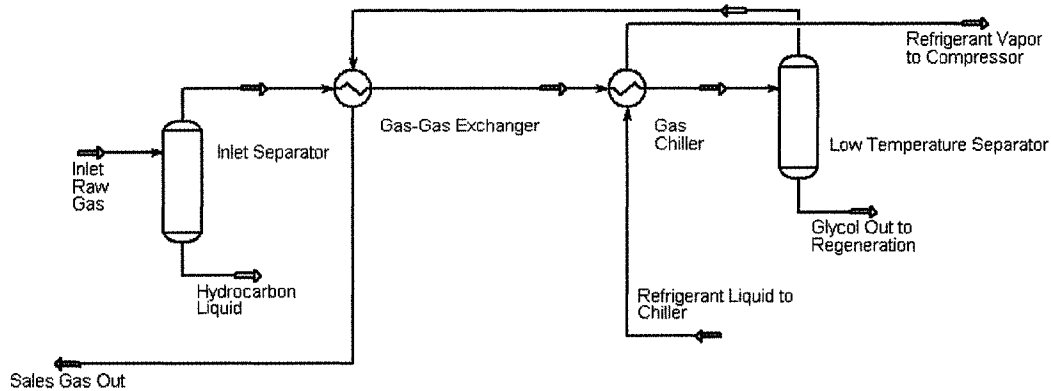 Refrigerant Vapor
to Compressor
Gas-Gas Exchanger
Gas
Chiller
Inlet Separator
Low Temperature Separator
Inlet
Raw
Gas
Glycol Out to
Regeneration
Hydrocarbon
Liquid
Refrigerant Liquid to
Chiller
Sales Gas Out